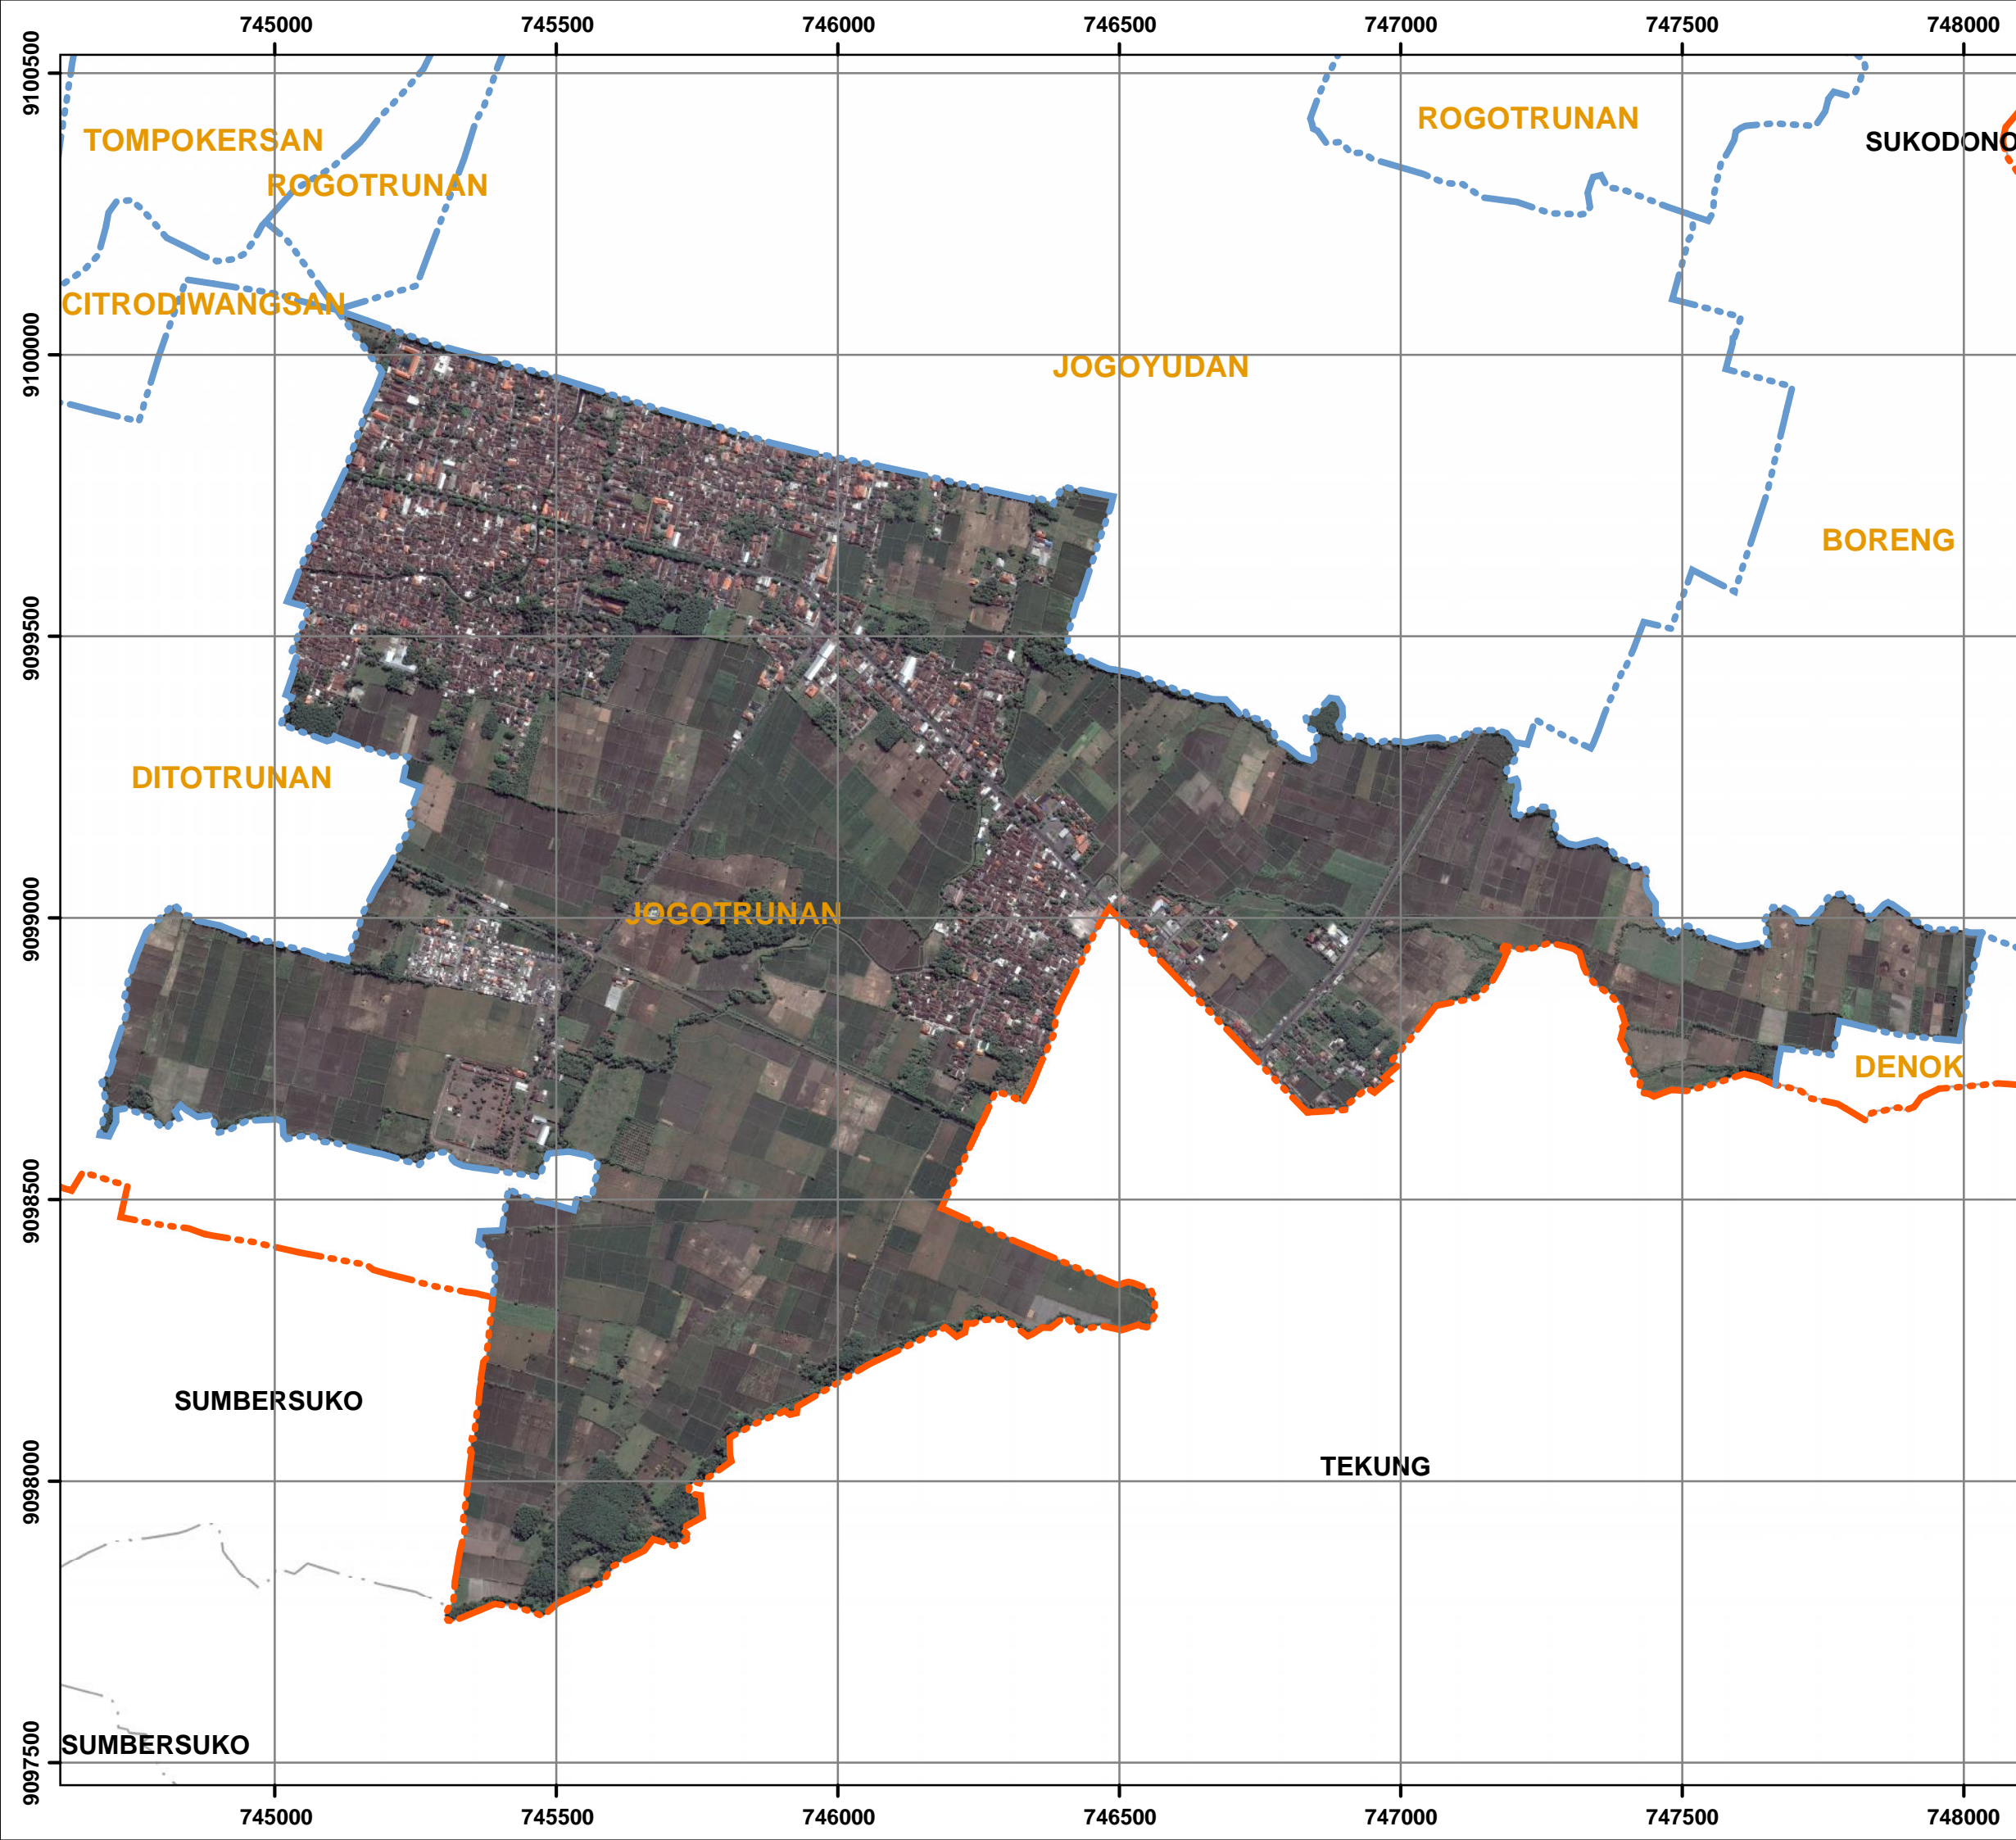 745000 745500 746000 746500 747000 747500 748000
9100500
TOMPOKERSAN
ROGOTRUNAN
SUKODONO
ROGOTRUNAN
CITRODIWANGSAN
9100000
JOGOYUDAN
BORENG
9099500
DITOTRUNAN
JOGOTRUNAN
9099000
DENOK
9098500
SUMBERSUKO
TEKUNG
9098000
SUMBERSUKO
9097500
745000 745500 746000 746500 747000 747500 748000